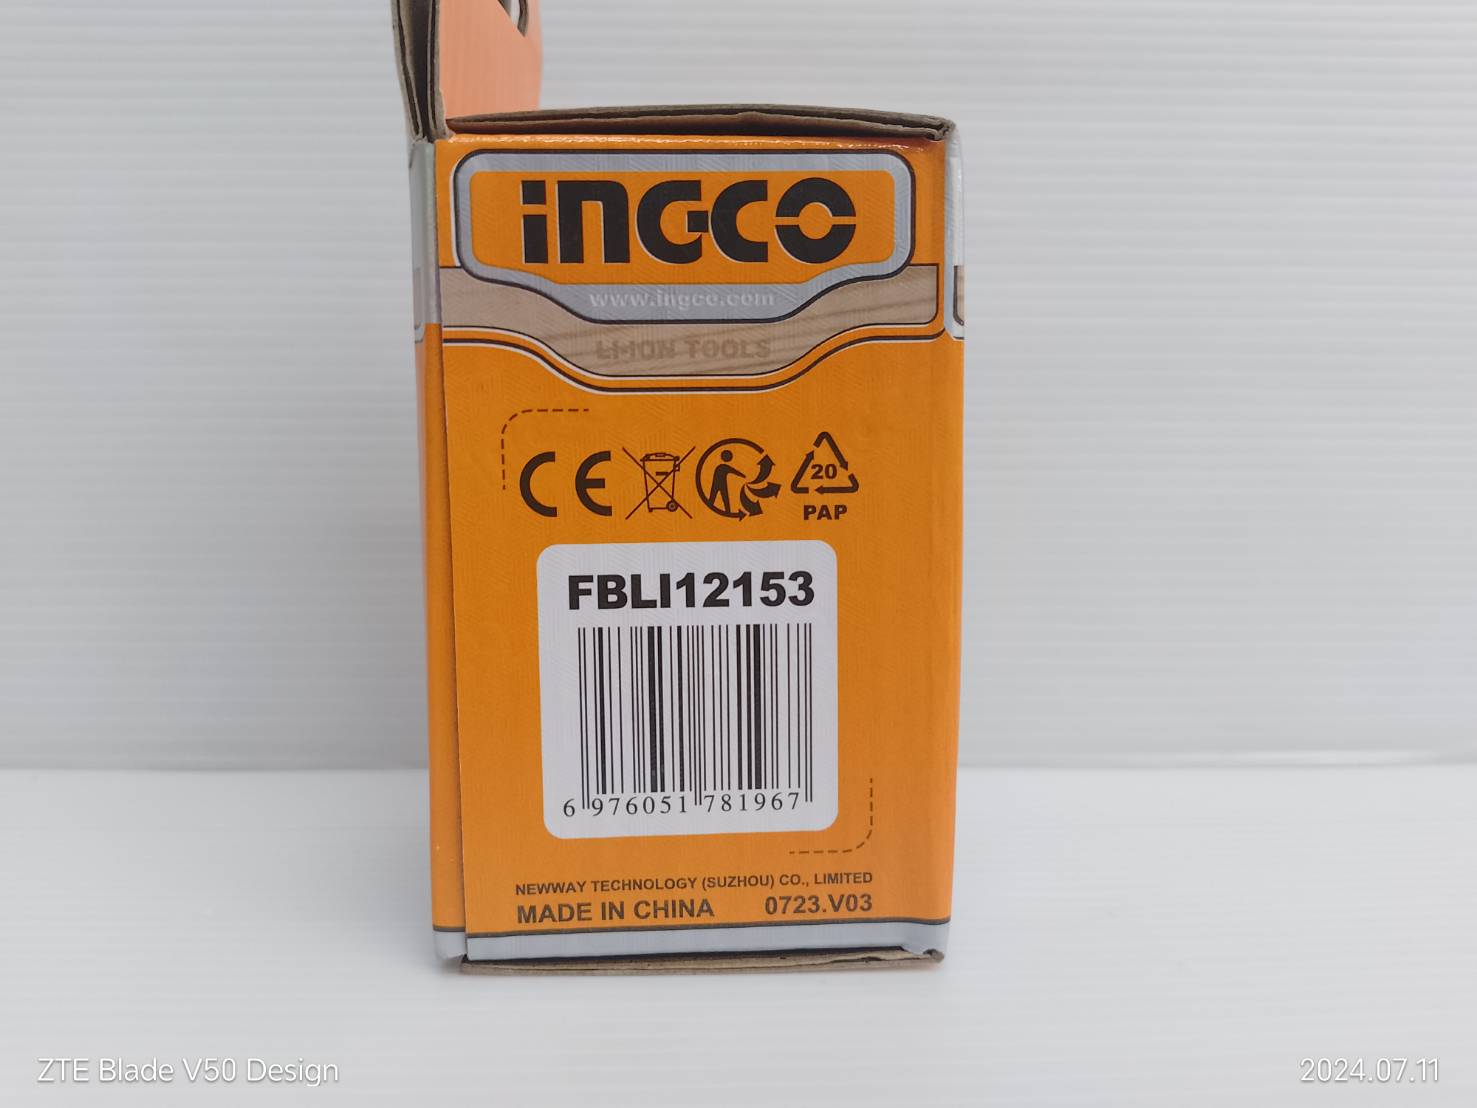 INGCO
www.ingco.com
LI-ION TOOLS
CE
20
PAP
FBLI12153
6 976051 781967
NEWWAY TECHNOLOGY (SUZHOU) CO., LIMITED
MADE IN CHINA 0723.V03
ZTE Blade V50 Design
2024.07.11